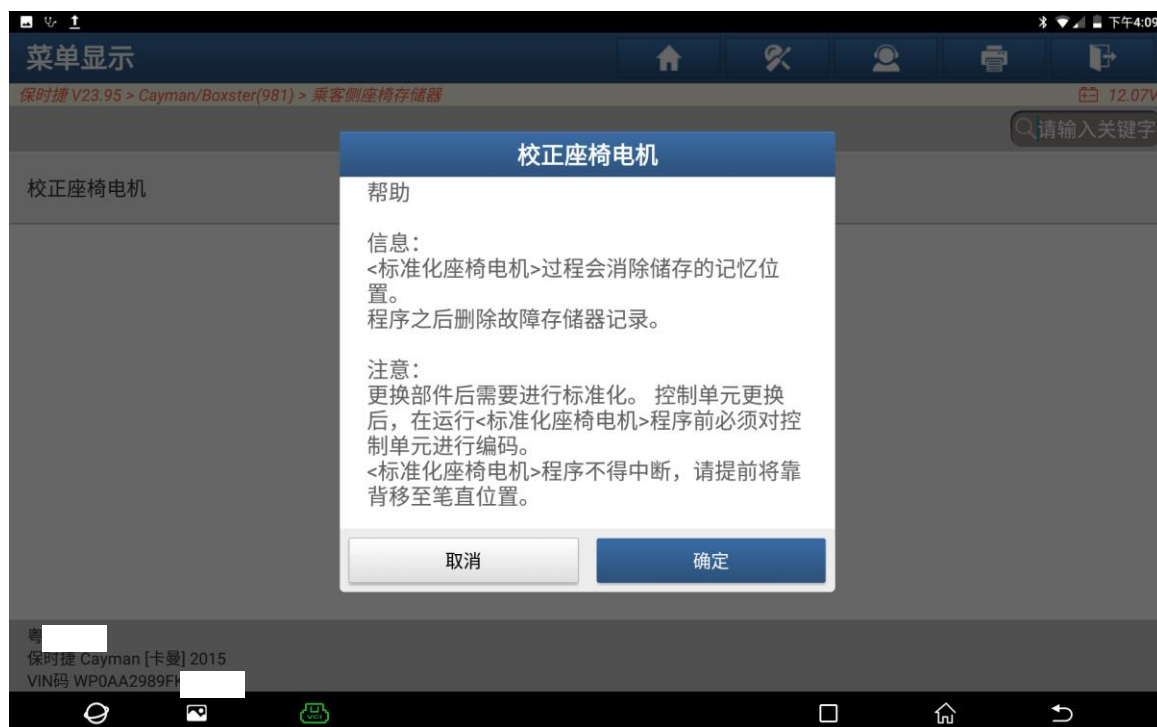 下午4:09
菜单显示
保时捷 V23.95 > Cayman/Boxster(981) > 乘客侧座椅存储器
12.07V
请输入关键字
校正座椅电机
校正座椅电机
帮助
信息:
<标准化座椅电机>过程会消除储存的记忆位
置。
程序之后删除故障存储器记录。
注意:
更换部件后需要进行标准化。 控制单元更换
后，在运行<标准化座椅电机>程序前必须对控
制单元进行编码。
<标准化座椅电机>程序不得中断，请提前将靠
背移至笔直位置。
取消
确定
粤
保时捷 Cayman [卡曼] 2015
VIN码 WP0AA2989F
VCI